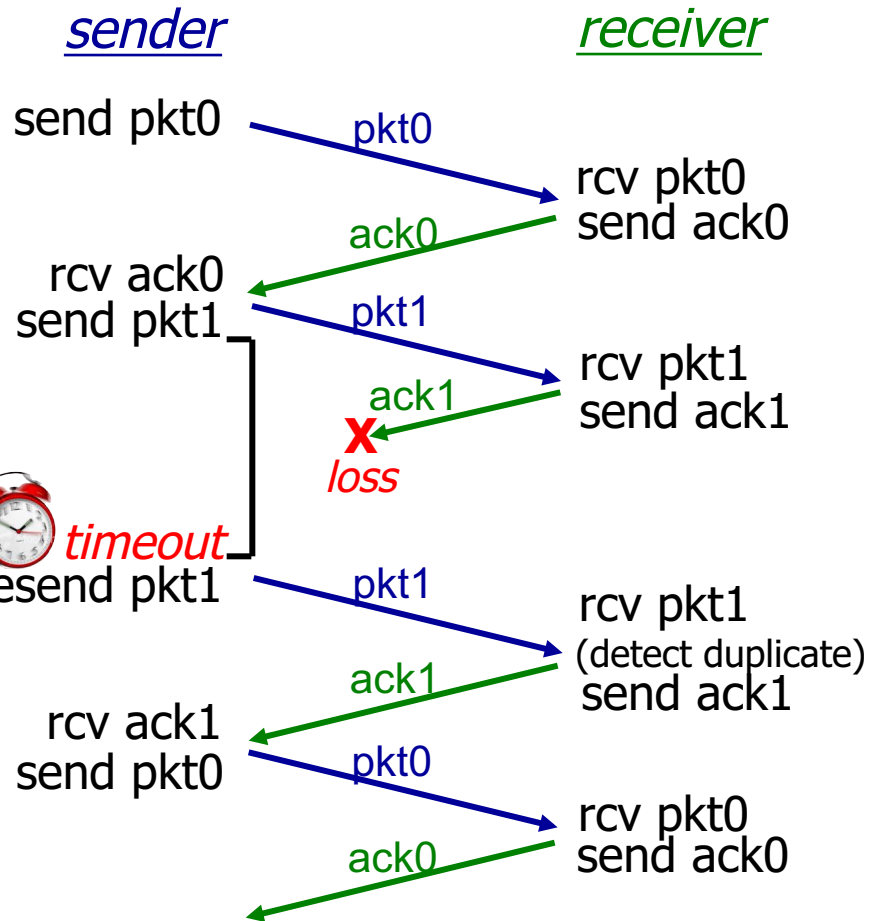 sender
receiver
send pkt0
pkt0
rcv pkt0
send ack0
ack0
rcv ack0
send pkt1
pkt1
rcv pkt1
send ack1
ack1
X
loss
timeout
esend pkt1
pkt1
rcv pkt1
(detect duplicate)
send ack1
ack1
rcv ack1
send pkt0
pkt0
rcv pkt0
send ack0
ack0